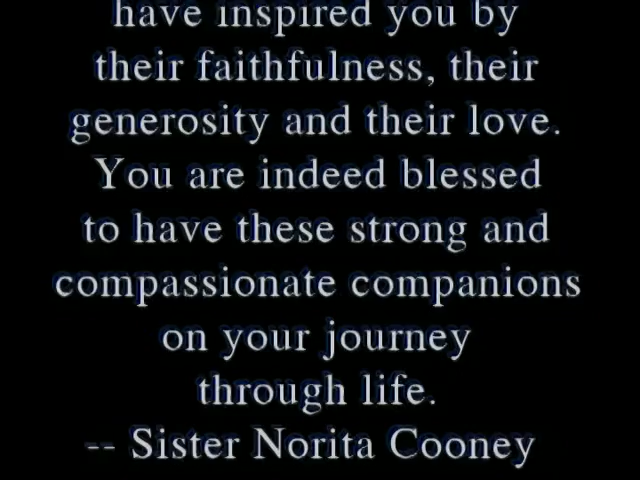 have inspired you by
their faithfulness, their
generosity and their love.
You are indeed blessed
to have these strong and
compassionate companions
on your journey
through life.
-- Sister Norita Cooney